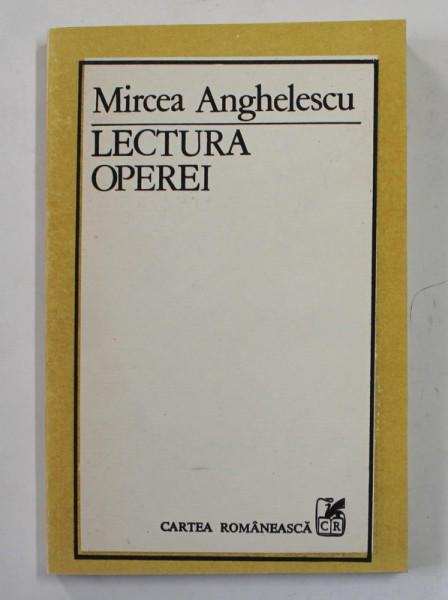 Mircea Anghelescu
LECTURA
OPEREI
CARTEA ROMÂNEASCĂ
CR